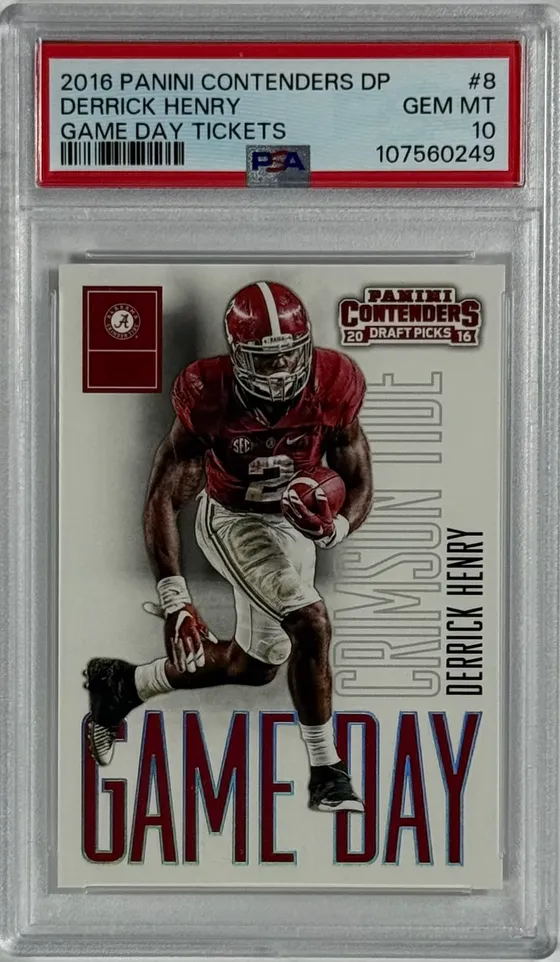 2016 PANINI CONTENDERS DP #8
DERRICK HENRY GEM MT
GAME DAY TICKETS 10
PSA 107560249
A
PANINI
CONTENDERS
20 DRAFT PICKS 16
SEC A
2
CRIMSON TIDE
DERRICK HENRY
GAME DAY